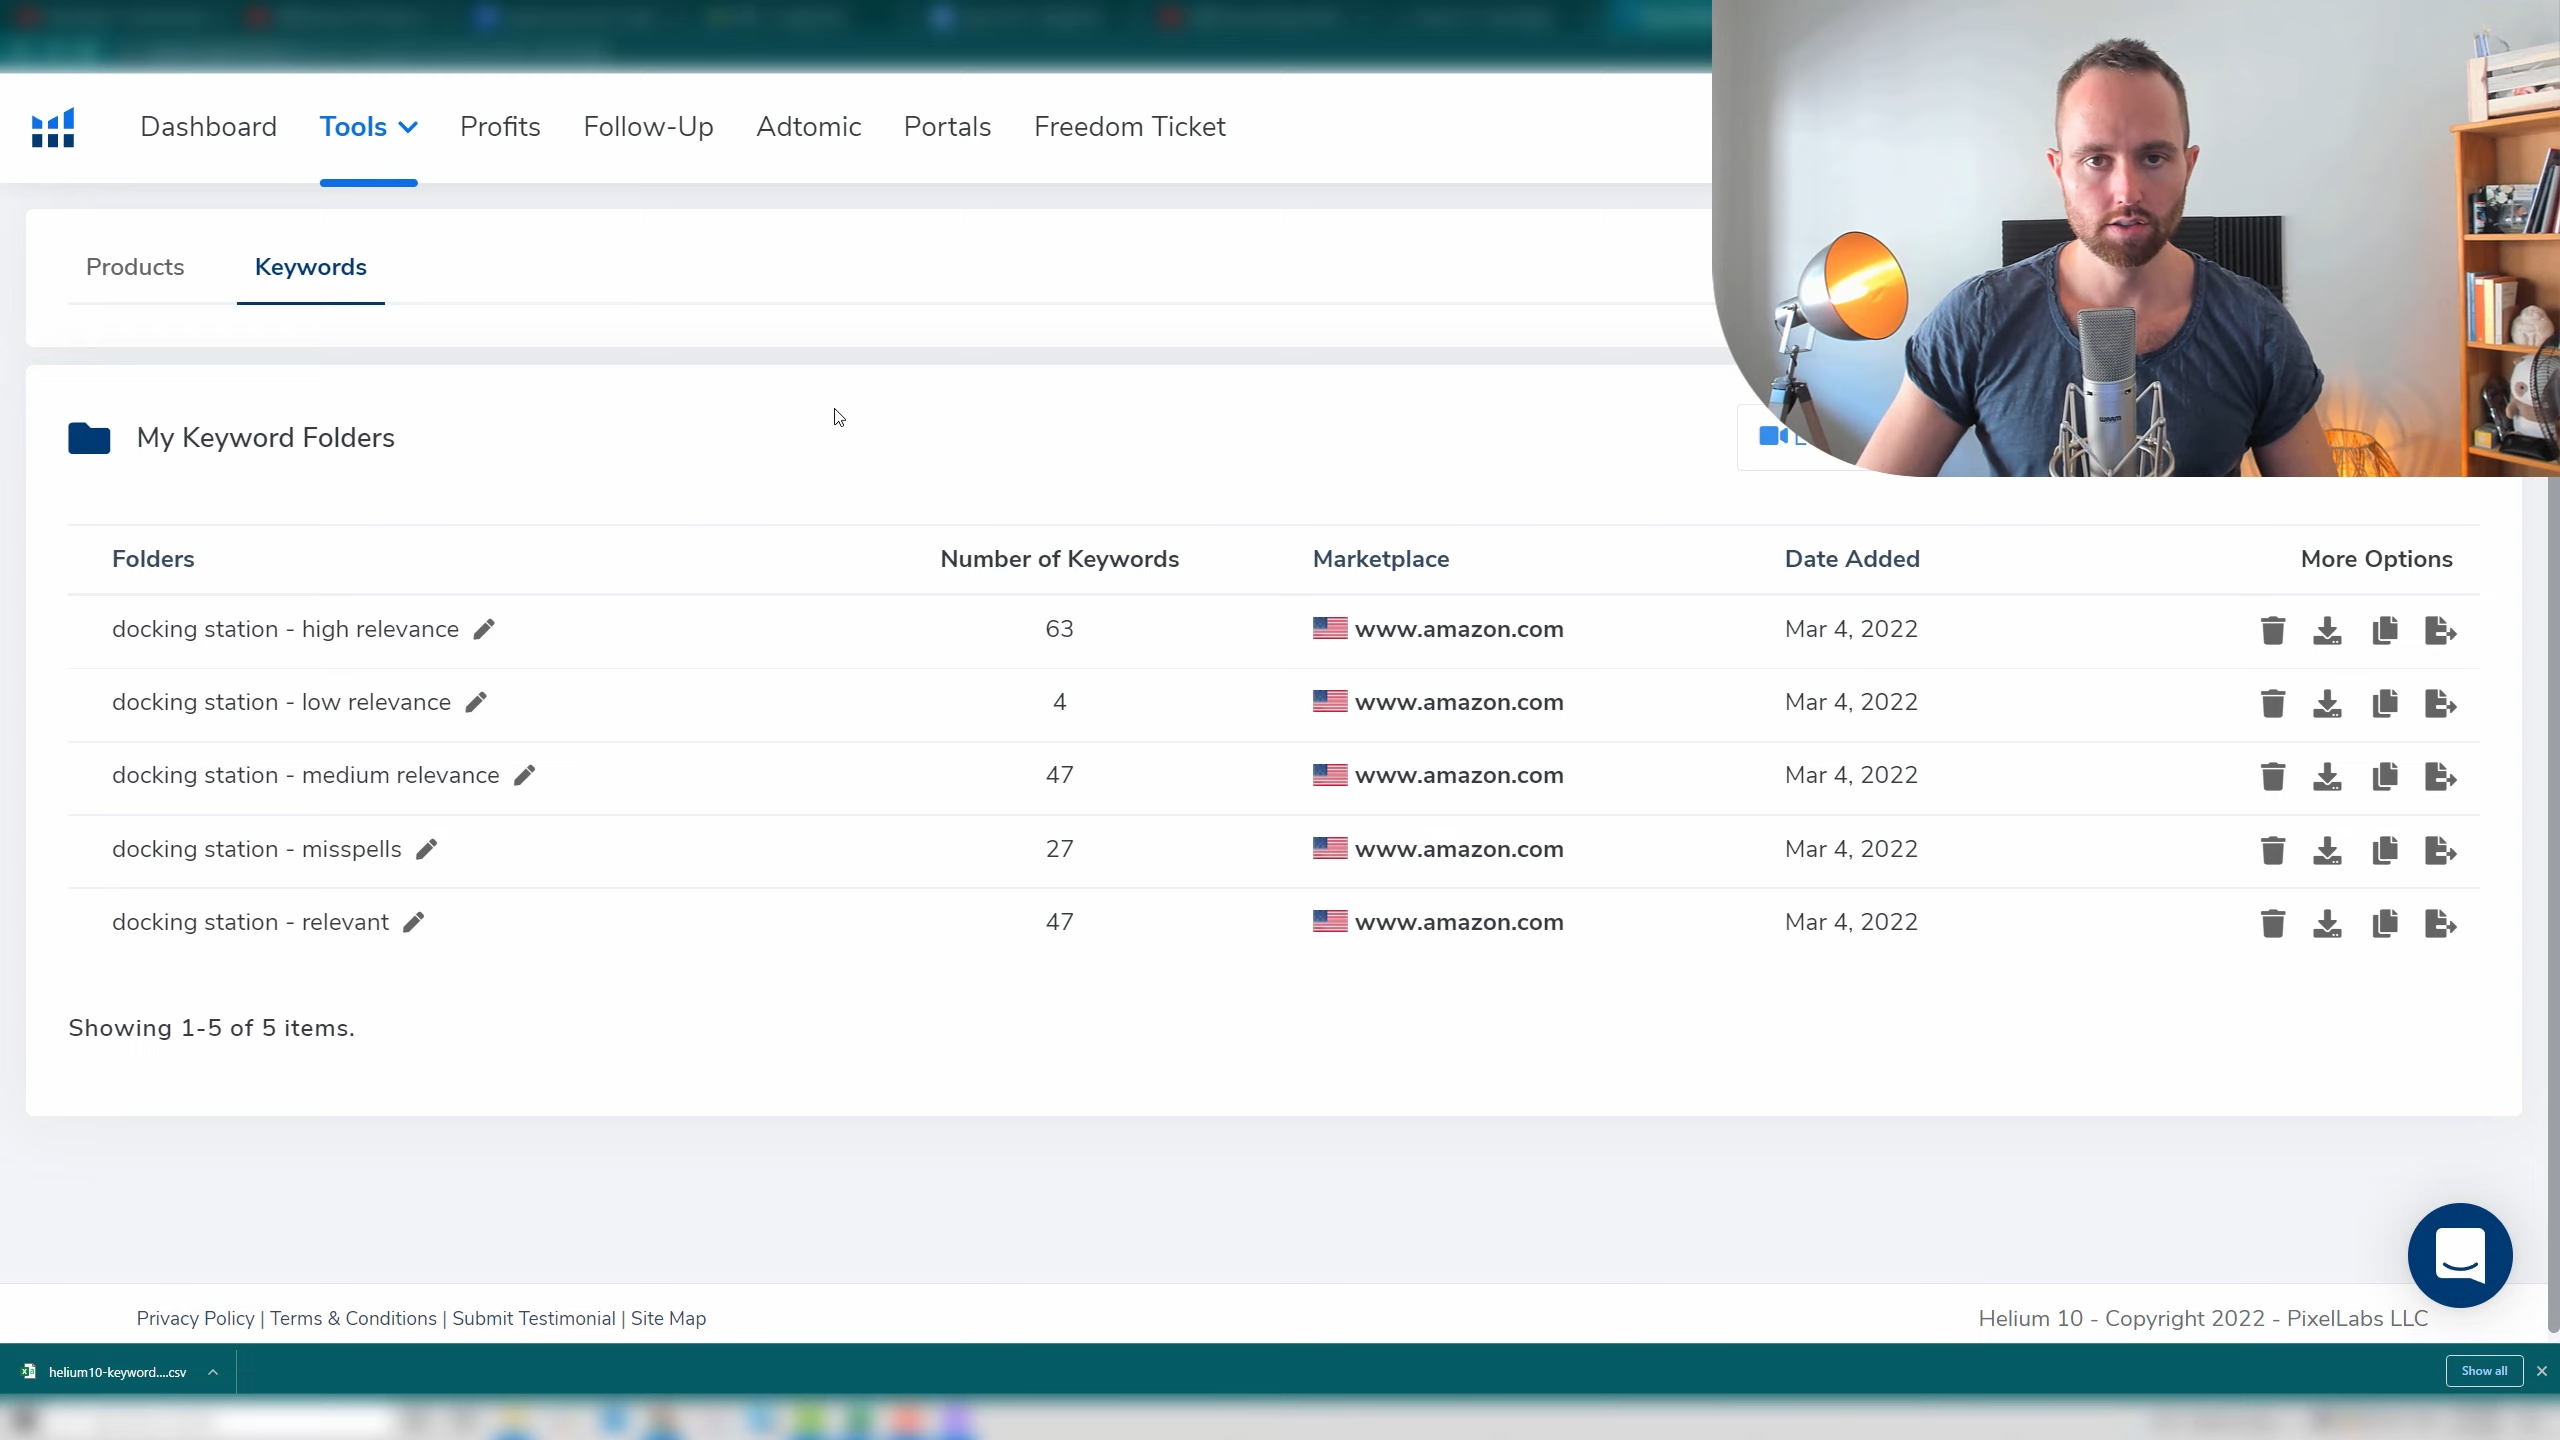 Dashboard Tools Profits Follow-Up Adtomic Portals Freedom Ticket
Products Keywords
My Keyword Folders
Folders Number of Keywords Marketplace Date Added More Options
docking station - high relevance 63 www.amazon.com Mar 4, 2022
docking station - low relevance 4 www.amazon.com Mar 4, 2022
docking station - medium relevance 47 www.amazon.com Mar 4, 2022
docking station - misspells 27 www.amazon.com Mar 4, 2022
docking station - relevant 47 www.amazon.com Mar 4, 2022
Showing 1-5 of 5 items.
Privacy Policy | Terms & Conditions | Submit Testimonial | Site Map
Helium 10 - Copyright 2022 - PixelLabs LLC
helium10-keyword....csv
Show all